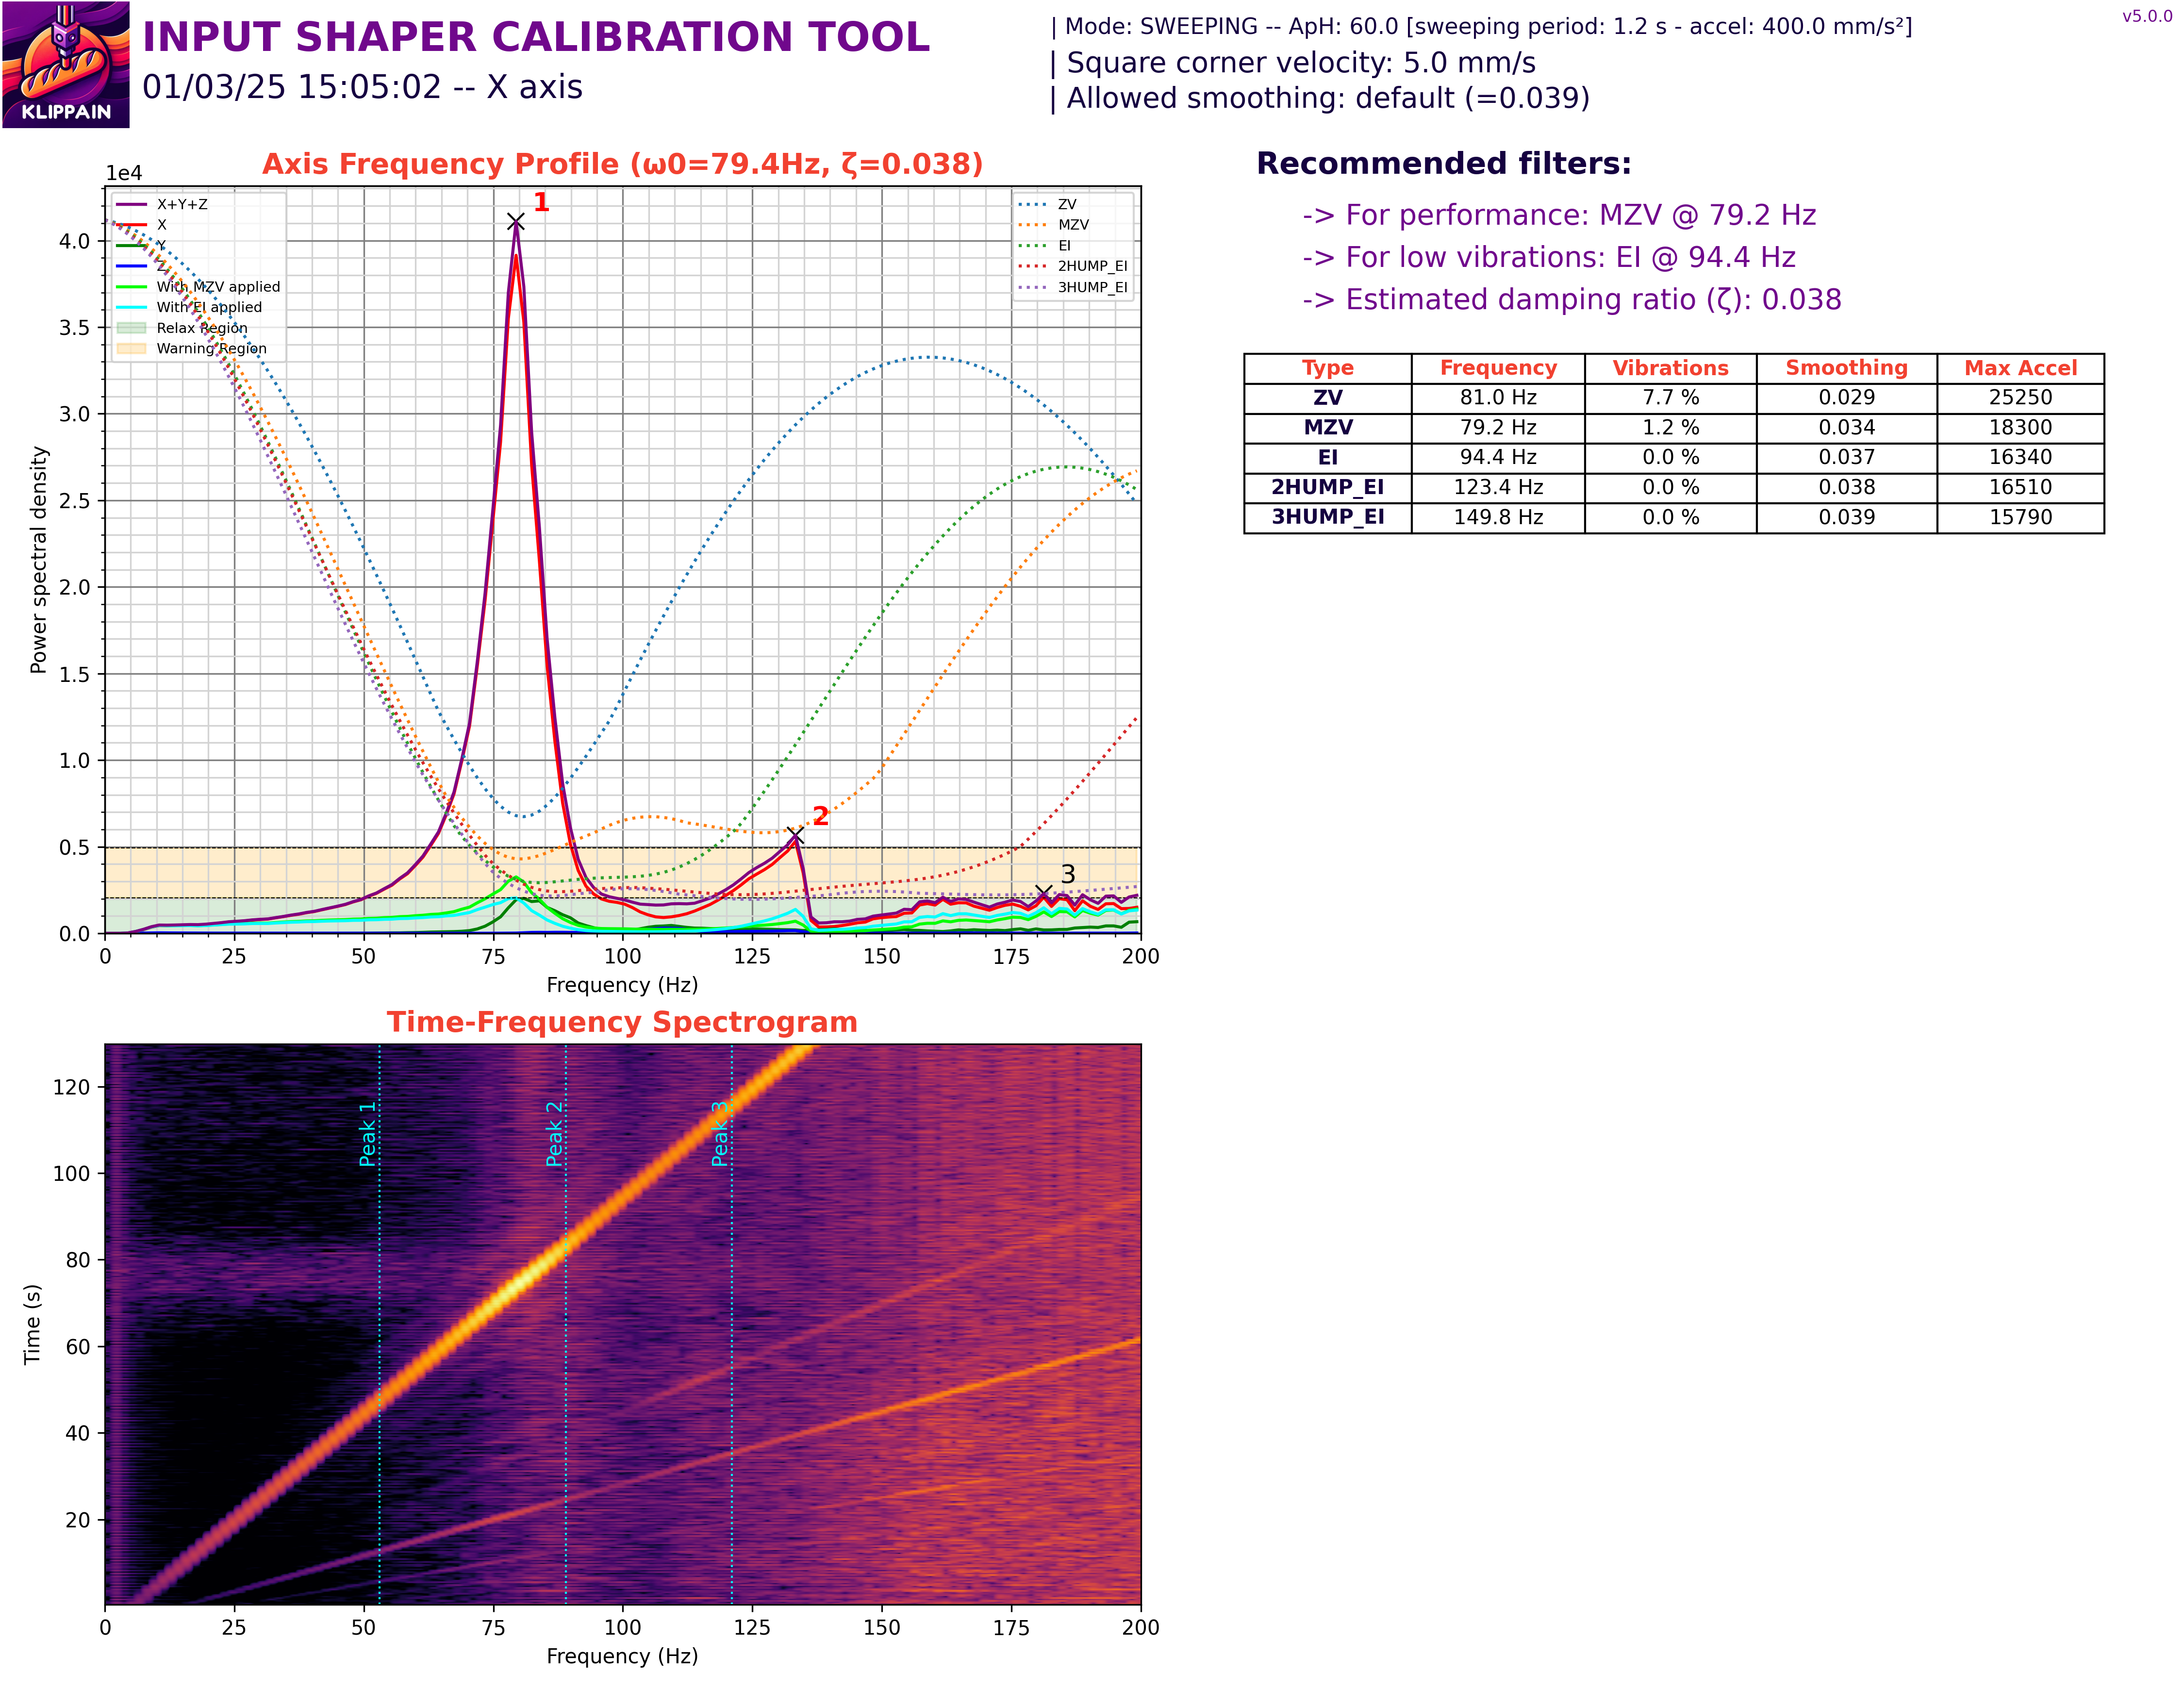 KLIPPAIN
INPUT SHAPER CALIBRATION TOOL
01/03/25 15:05:02 -- X axis
| Mode: SWEEPING -- ApH: 60.0 [sweeping period: 1.2 s - accel: 400.0 mm/s²]
| Square corner velocity: 5.0 mm/s
| Allowed smoothing: default (=0.039)
v5.0.0
Axis Frequency Profile (ω0=79.4Hz, ζ=0.038)
1e4
X+Y+Z
X
Y
Z
With MZV applied
With EI applied
Relax Region
Warning Region
ZV
MZV
EI
2HUMP_EI
3HUMP_EI
1
2
3
Power spectral density
4.0
3.5
3.0
2.5
2.0
1.5
1.0
0.5
0.0
0 25 50 75 100 125 150 175 200
Frequency (Hz)
Recommended filters:
-> For performance: MZV @ 79.2 Hz
-> For low vibrations: EI @ 94.4 Hz
-> Estimated damping ratio (ζ): 0.038
Type Frequency Vibrations Smoothing Max Accel
ZV 81.0 Hz 7.7 % 0.029 25250
MZV 79.2 Hz 1.2 % 0.034 18300
EI 94.4 Hz 0.0 % 0.037 16340
2HUMP_EI 123.4 Hz 0.0 % 0.038 16510
3HUMP_EI 149.8 Hz 0.0 % 0.039 15790
Time-Frequency Spectrogram
Time (s)
120
100
80
60
40
20
Peak 1
Peak 2
Peak 3
0 25 50 75 100 125 150 175 200
Frequency (Hz)